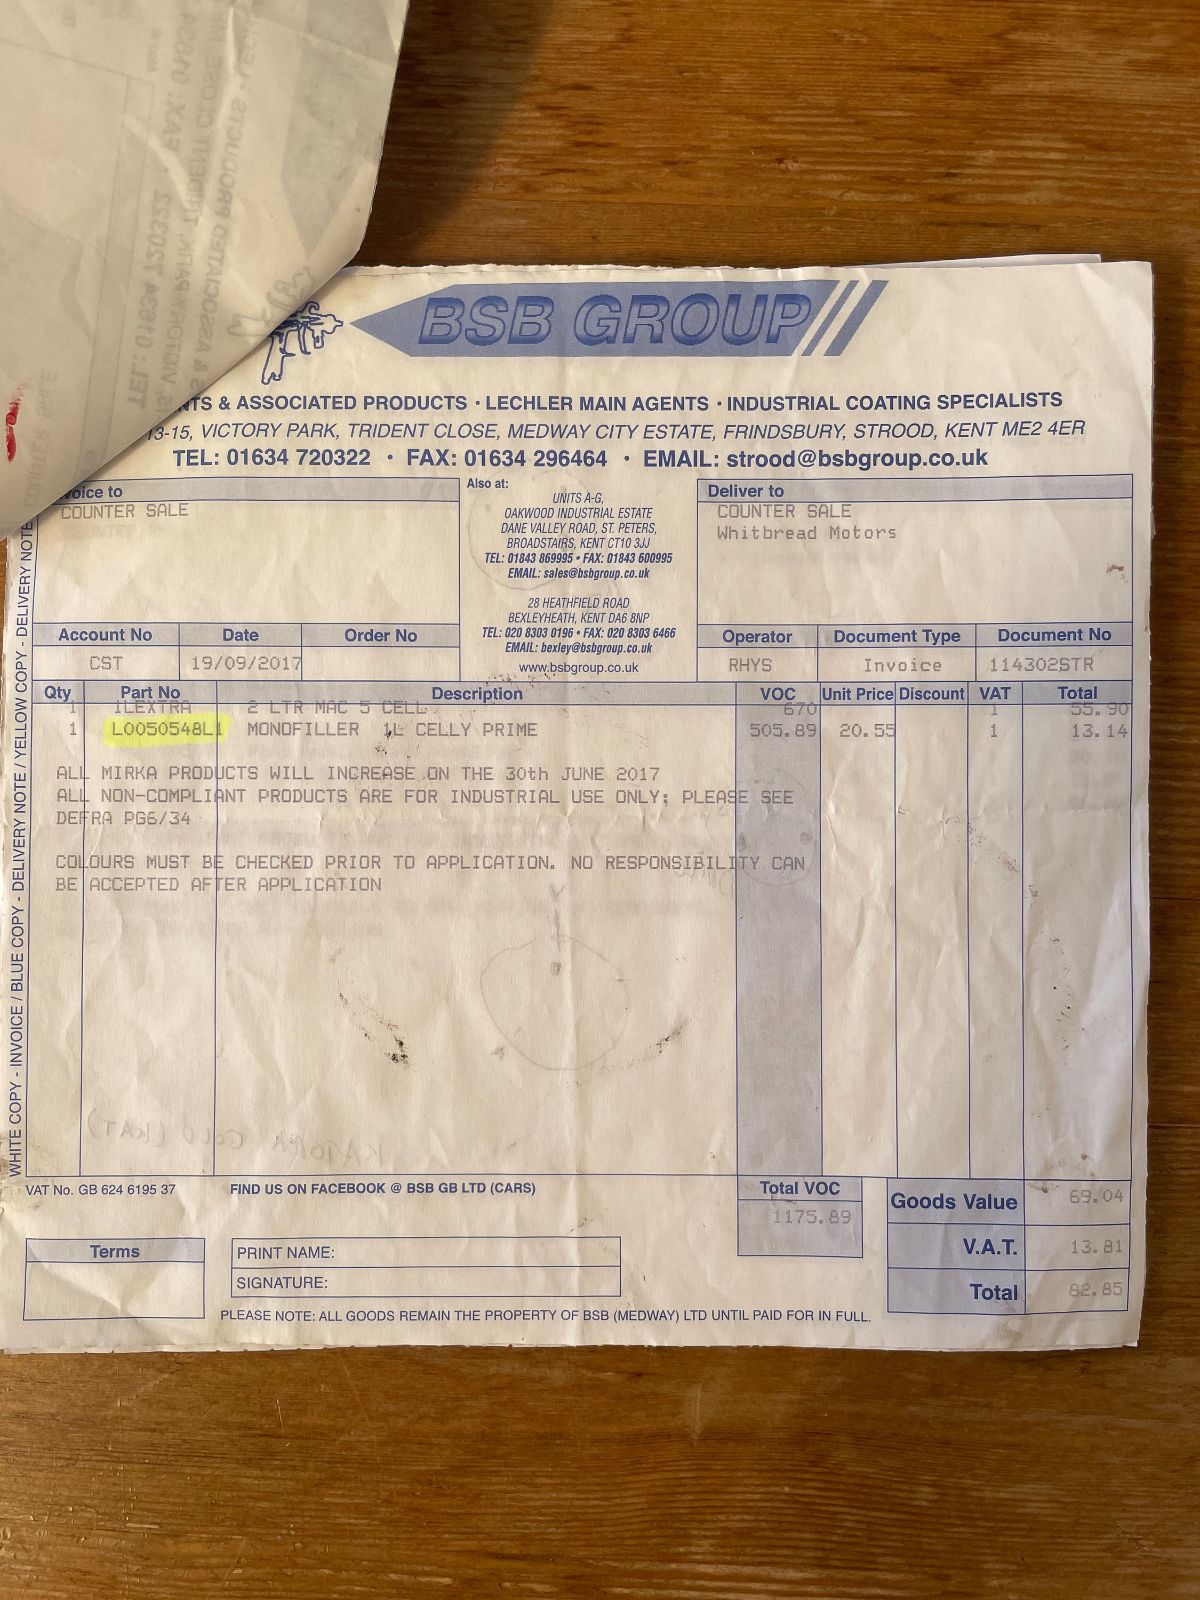 BSB GROUP
NTS & ASSOCIATED PRODUCTS · LECHLER MAIN AGENTS · INDUSTRIAL COATING SPECIALISTS
13-15, VICTORY PARK, TRIDENT CLOSE, MEDWAY CITY ESTATE, FRINDSBURY, STROOD, KENT ME2 4ER
TEL: 01634 720322 · FAX: 01634 296464 · EMAIL: strood@bsbgroup.co.uk
voice to
COUNTER SALE
Also at:
UNITS A-G,
OAKWOOD INDUSTRIAL ESTATE
DANE VALLEY ROAD, ST. PETERS,
BROADSTAIRS, KENT CT10 3JJ
TEL: 01843 869995 • FAX: 01843 600995
EMAIL: sales@bsbgroup.co.uk
28 HEATHFIELD ROAD
BEXLEYHEATH, KENT DA6 8NP
TEL: 020 8303 0196 • FAX: 020 8303 6466
EMAIL: bexley@bsbgroup.co.uk
www.bsbgroup.co.uk
Deliver to
COUNTER SALE
Whitbread Motors
Account No Date Order No
CST 19/09/2017
Operator Document Type Document No
RHYS Invoice 114302STR
Qty Part No Description VOC Unit Price Discount VAT Total
1 1LEXTRA 2 LTR MAC 5 CELL 670 1 55.90
1 L0050548L1 MONOFILLER 1L CELLY PRIME 505.89 20.55 1 13.14
ALL MIRKA PRODUCTS WILL INCREASE ON THE 30th JUNE 2017
ALL NON-COMPLIANT PRODUCTS ARE FOR INDUSTRIAL USE ONLY; PLEASE SEE
DEFRA PG6/34
COLOURS MUST BE CHECKED PRIOR TO APPLICATION. NO RESPONSIBILITY CAN
BE ACCEPTED AFTER APPLICATION
WHITE COPY - INVOICE / BLUE COPY - DELIVERY NOTE / YELLOW COPY - DELIVERY NOTE
VAT No. GB 624 6195 37
FIND US ON FACEBOOK @ BSB GB LTD (CARS)
Total VOC
1175.89
Goods Value 69.04
V.A.T. 13.81
Total 82.85
Terms
PRINT NAME:
SIGNATURE:
PLEASE NOTE: ALL GOODS REMAIN THE PROPERTY OF BSB (MEDWAY) LTD UNTIL PAID FOR IN FULL.